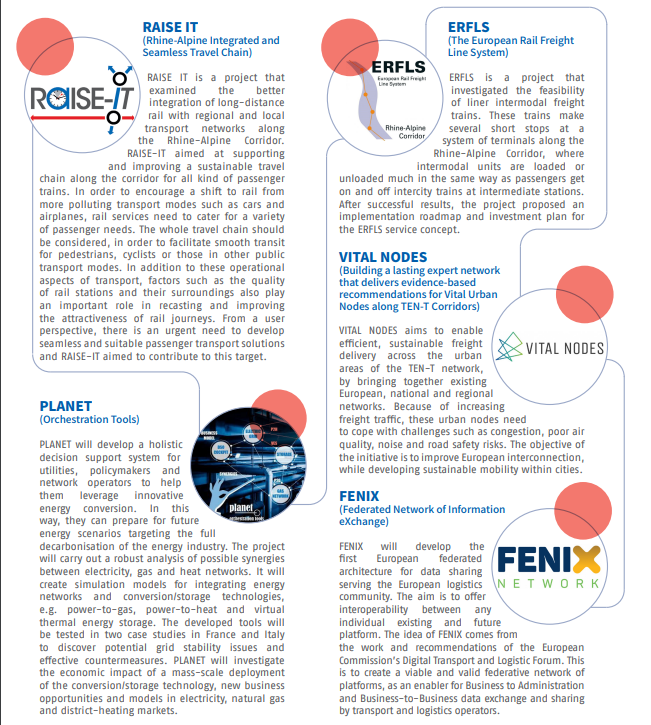 RAISE IT
(Rhine-Alpine Integrated and
Seamless Travel Chain)
RAISE-IT
RAISE IT is a project that
examined the better
integration of long-distance
rail with regional and local
transport networks along
the Rhine-Alpine Corridor.
RAISE-IT aimed at supporting
and improving a sustainable travel
chain along the corridor for all kind of passenger
trains. In order to encourage a shift to rail from
more polluting transport modes such as cars and
airplanes, rail services need to cater for a variety
of passenger needs. The whole travel chain should
be considered, in order to facilitate smooth transit
for pedestrians, cyclists or those in other public
transport modes. In addition to these operational
aspects of transport, factors such as the quality
of rail stations and their surroundings also play
an important role in recasting and improving
the attractiveness of rail journeys. From a user
perspective, there is an urgent need to develop
seamless and suitable passenger transport solutions
and RAISE-IT aimed to contribute to this target.
PLANET
(Orchestration Tools)
PLANET will develop a holistic
decision support system for
utilities, policymakers and
network operators to help
them leverage innovative
energy conversion. In this
way, they can prepare for future
energy scenarios targeting the full
decarbonisation of the energy industry. The project
will carry out a robust analysis of possible synergies
between electricity, gas and heat networks. It will
create simulation models for integrating energy
networks and conversion/storage technologies,
e.g. power-to-gas, power-to-heat and virtual
thermal energy storage. The developed tools will
be tested in two case studies in France and Italy
to discover potential grid stability issues and
effective countermeasures. PLANET will investigate
the economic impact of a mass-scale deployment
of the conversion/storage technology, new business
opportunities and models in electricity, natural gas
and district-heating markets.
BUSINESS
MODEL
planet
orchestration tools
ERFLS
(The European Rail Freight
Line System)
ERFLS
European Rail Freight
Line System
Rhine-Alpine
Corridor
ERFLS is a project that
investigated the feasibility
of liner intermodal freight
trains. These trains make
several short stops at a
system of terminals along the
Rhine-Alpine Corridor, where
intermodal units are loaded or
unloaded much in the same way as passengers get
on and off intercity trains at intermediate stations.
After successful results, the project proposed an
implementation roadmap and investment plan for
the ERFLS service concept.
VITAL NODES
(Building a lasting expert network
that delivers evidence-based
recommendations for Vital Urban
Nodes along TEN-T Corridors)
VITAL NODES
VITAL NODES aims to enable
efficient, sustainable freight
delivery across the urban
areas of the TEN-T network,
by bringing together existing
European, national and regional
networks. Because of increasing
freight traffic, these urban nodes need
to cope with challenges such as congestion, poor air
quality, noise and road safety risks. The objective of
the initiative is to improve European interconnection,
while developing sustainable mobility within cities.
FENIX
(Federated Network of Information
eXchange)
FENIX
NETWORK
FENIX will develop the
first European federated
architecture for data sharing
serving the European logistics
community. The aim is to offer
interoperability between any
individual existing and future
platform. The idea of FENIX comes from
the work and recommendations of the European
Commission's Digital Transport and Logistic Forum. This
is to create a viable and valid federative network of
platforms, as an enabler for Business to Administration
and Business-to-Business data exchange and sharing
by transport and logistics operators.